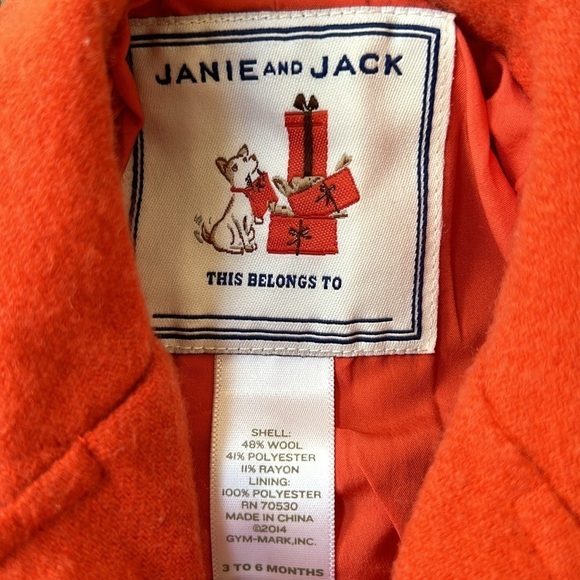 JANIE AND JACK
THIS BELONGS TO
SHELL:
48% WOOL
41% POLYESTER
11% RAYON
LINING:
100% POLYESTER
RN 70530
MADE IN CHINA
©2014
GYM-MARK,INC.
3 TO 6 MONTHS